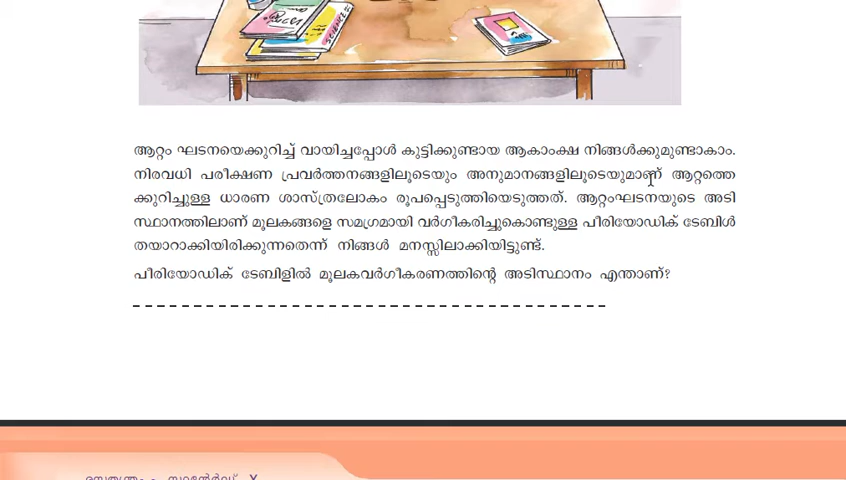 SCIENCE
ആറ്റം ഘടനയെക്കുറിച്ച് വായിച്ചപ്പോൾ കുട്ടിക്കുണ്ടായ ആകാംക്ഷ നിങ്ങൾക്കുമുണ്ടാകാം.
നിരവധി പരീക്ഷണ പ്രവർത്തനങ്ങളിലൂടെയും അനുമാനങ്ങളിലൂടെയുമാണ് ആറ്റത്തെ
ക്കുറിച്ചുള്ള ധാരണ ശാസ്ത്രലോകം രൂപപ്പെടുത്തിയെടുത്തത്. ആറ്റംഘടനയുടെ അടി
സ്ഥാനത്തിലാണ് മൂലകങ്ങളെ സമഗ്രമായി വർഗീകരിച്ചുകൊണ്ടുള്ള പീരിയോഡിക് ടേബിൾ
തയാറാക്കിയിരിക്കുന്നതെന്ന് നിങ്ങൾ മനസ്സിലാക്കിയിട്ടുണ്ട്.
പീരിയോഡിക് ടേബിളിൽ മൂലകവർഗീകരണത്തിന്റെ അടിസ്ഥാനം എന്താണ്?